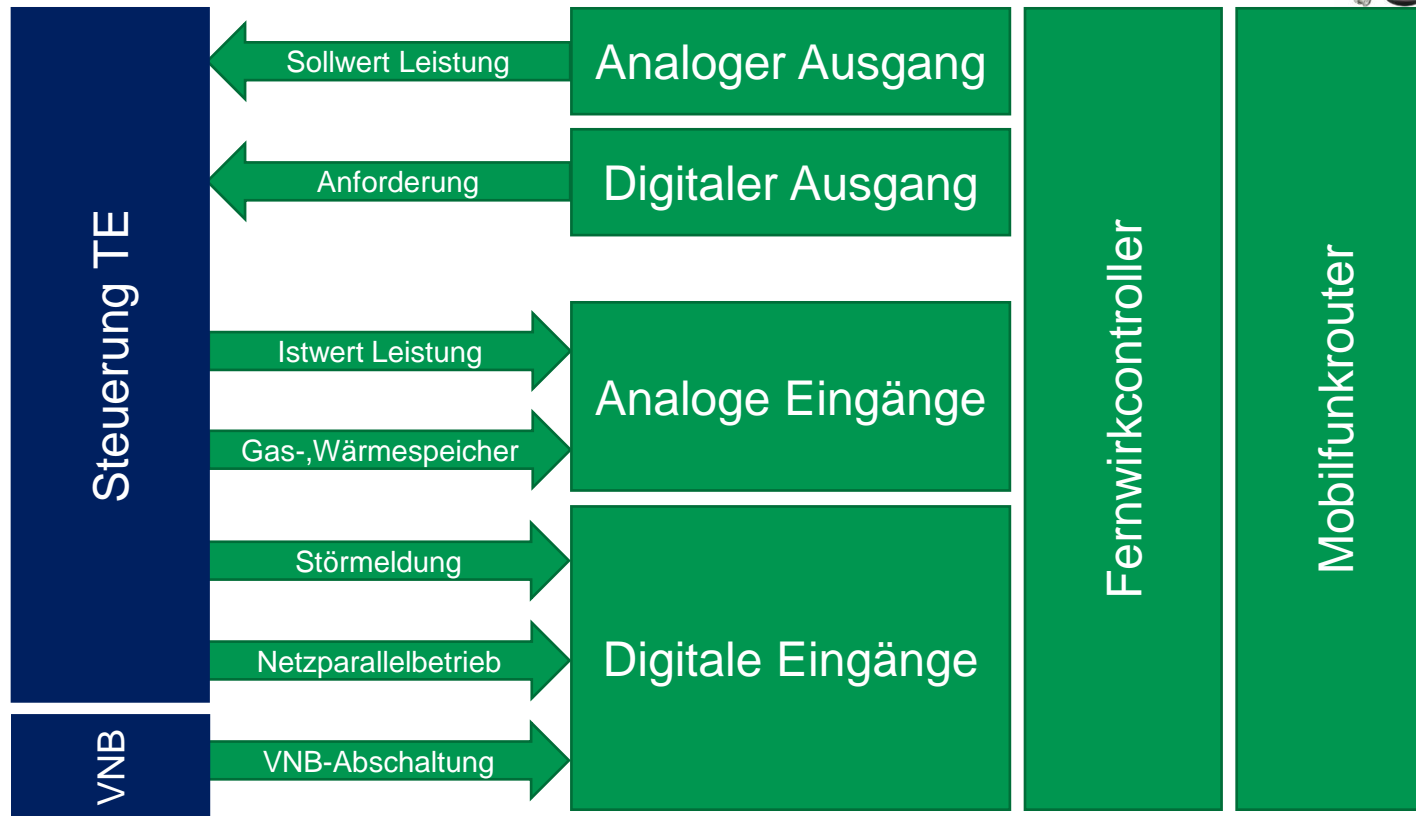 Steuerung TE
VNB
Sollwert Leistung
Anforderung
Istwert Leistung
Gas-,Wärmespeicher
Störmeldung
Netzparallelbetrieb
VNB-Abschaltung
Analoger Ausgang
Digitaler Ausgang
Analoge Eingänge
Digitale Eingänge
Fernwirkcontroller
Mobilfunkrouter